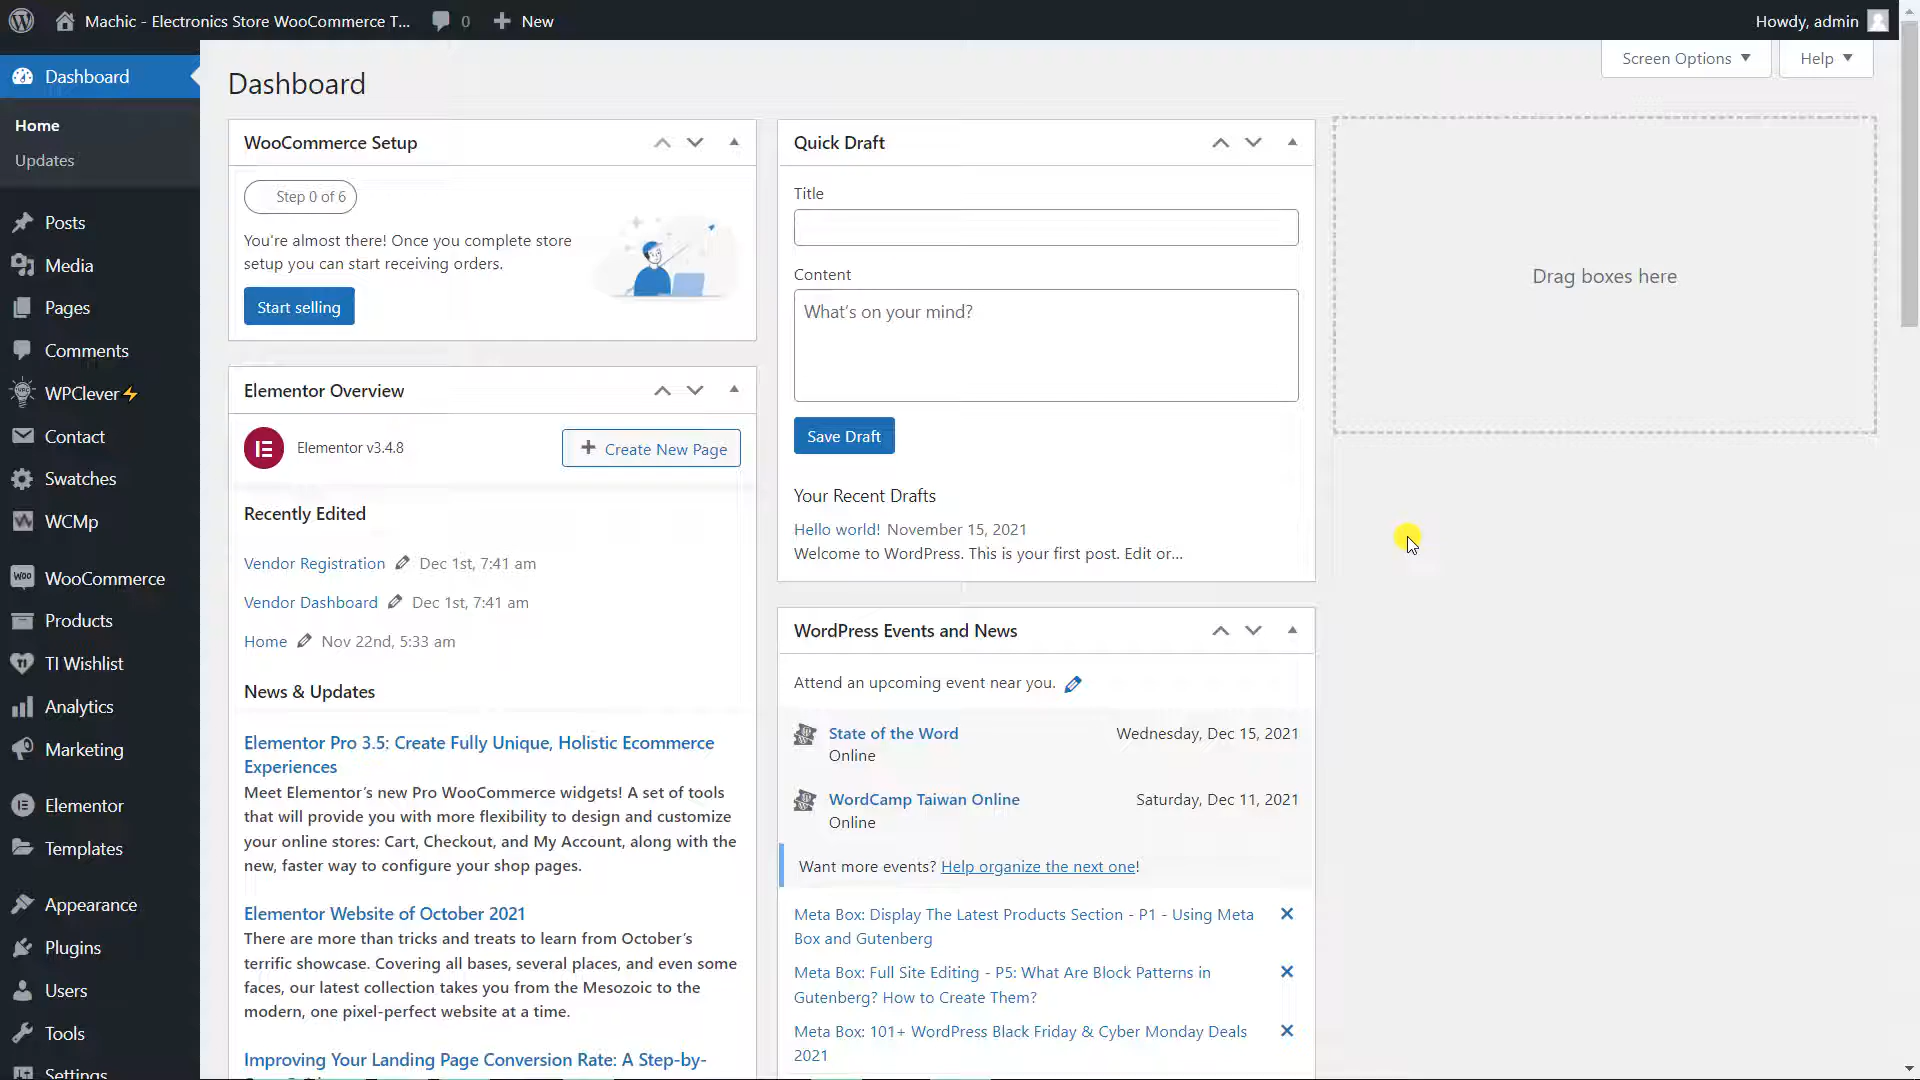 Machic - Electronics Store WooCommerce T...
0
New
Howdy, admin
Dashboard
Home
Updates
Posts
Media
Pages
Comments
WPClever⚡
Contact
Swatches
WCMp
WooCommerce
Products
TI Wishlist
Analytics
Marketing
Elementor
Templates
Appearance
Plugins
Users
Tools
Settings
Screen Options
Help
Dashboard
WooCommerce Setup
Step 0 of 6
You're almost there! Once you complete store
setup you can start receiving orders.
Start selling
Elementor Overview
Elementor v3.4.8
Create New Page
Recently Edited
Vendor Registration Dec 1st, 7:41 am
Vendor Dashboard Dec 1st, 7:41 am
Home Nov 22nd, 5:33 am
News & Updates
Elementor Pro 3.5: Create Fully Unique, Holistic Ecommerce
Experiences
Meet Elementor's new Pro WooCommerce widgets! A set of tools
that will provide you with more flexibility to design and customize
your online stores: Cart, Checkout, and My Account, along with the
new, faster way to configure your shop pages.
Elementor Website of October 2021
There are more than tricks and treats to learn from October's
terrific showcase. Covering all bases, several places, and even some
faces, our latest collection takes you from the Mesozoic to the
modern, one pixel-perfect website at a time.
Improving Your Landing Page Conversion Rate: A Step-by-
Quick Draft
Title
Content
What's on your mind?
Save Draft
Your Recent Drafts
Hello world! November 15, 2021
Welcome to WordPress. This is your first post. Edit or...
WordPress Events and News
Attend an upcoming event near you.
State of the Word Wednesday, Dec 15, 2021
Online
WordCamp Taiwan Online Saturday, Dec 11, 2021
Online
Want more events? Help organize the next one!
Meta Box: Display The Latest Products Section - P1 - Using Meta
Box and Gutenberg
Meta Box: Full Site Editing - P5: What Are Block Patterns in
Gutenberg? How to Create Them?
Meta Box: 101+ WordPress Black Friday & Cyber Monday Deals
2021
Drag boxes here